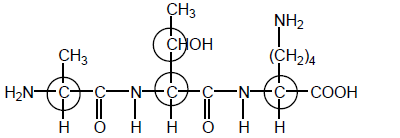 CH3
NH2
CHOH
CH3
(CH2)4
H2N C C N C C N C COOH
H O H H O H H